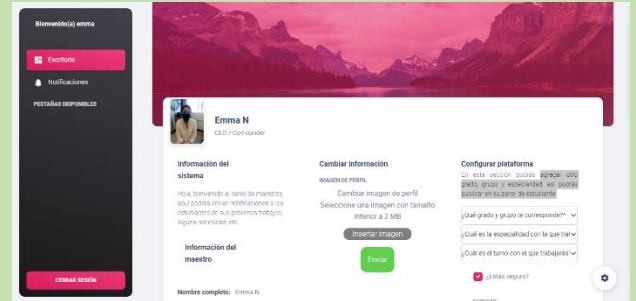 Bienvenido(a) emma
Escritorio
Notificaciones
PESTAÑAS DISPONIBLES
CERRAR SESIÓN
Emma N
CEO / Co-Founder
Información del
sistema
Hola, bienvenido al panel de maestros,
aquí podrás enviar notificaciones a los
estudiantes de sus próximos trabajos,
alguna necesidad, etc.
Información del
maestro
Nombre completo: Emma N
Cambiar información
IMAGEN DE PERFIL
Cambiar imagen de perfil
Seleccione una imagen con tamaño
inferior a 2 MB
Insertar imagen
Enviar
Configurar plataforma
En esta sección podrás agregar otro
grado, grupo y especialidad, así podrás
publicar en su panel de estudiante
¿Qué grado y grupo te corresponde?*
¿Cuál es la especialidad con la que tra
¿Cuál es el turno con el que trabajarás
¿Estás seguro?